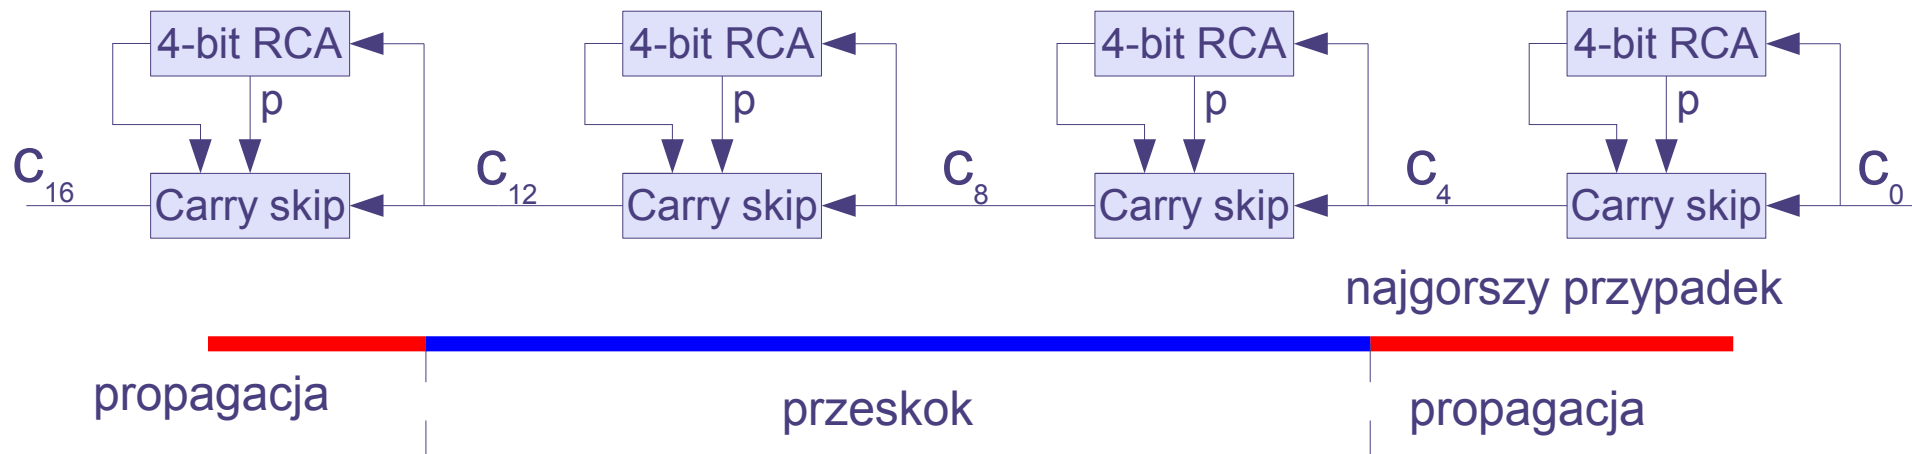 4-bit RCA 4-bit RCA 4-bit RCA 4-bit RCA
p p p p
C16 C12 C8 C4 C0
Carry skip Carry skip Carry skip Carry skip
najgorszy przypadek
propagacja przeskok propagacja